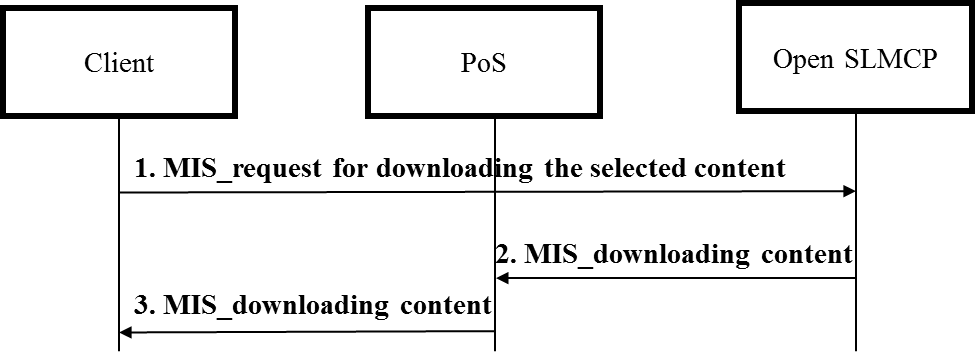 Client
PoS
Open SLMCP
1. MIS_request for downloading the selected content
2. MIS_downloading content
3. MIS_downloading content